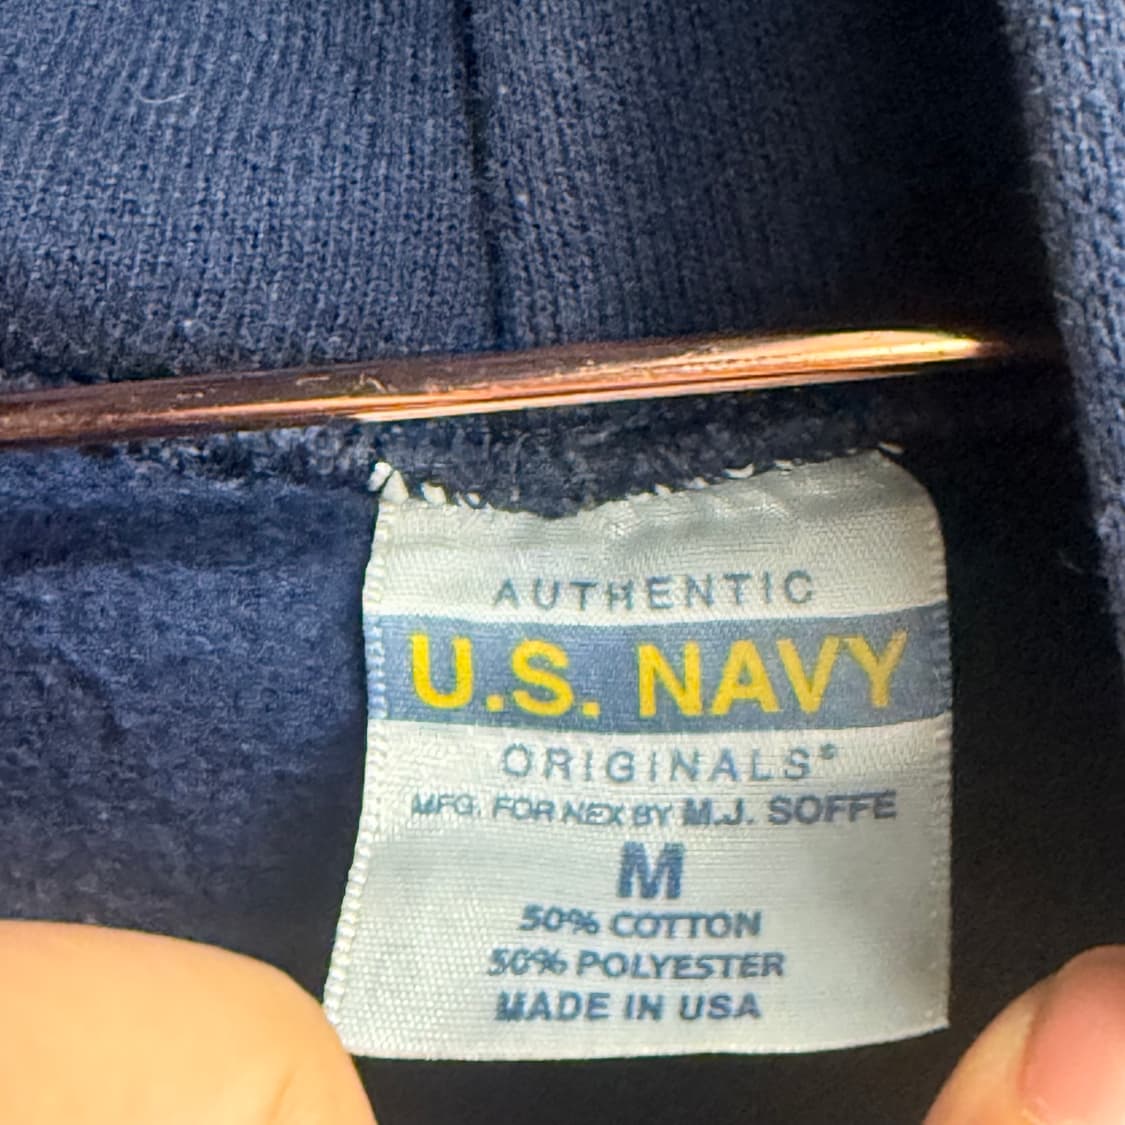 AUTHENTIC
U.S. NAVY
ORIGINALS®
MFG. FOR NEX BY M.J. SOFFE
M
50% COTTON
50% POLYESTER
MADE IN USA